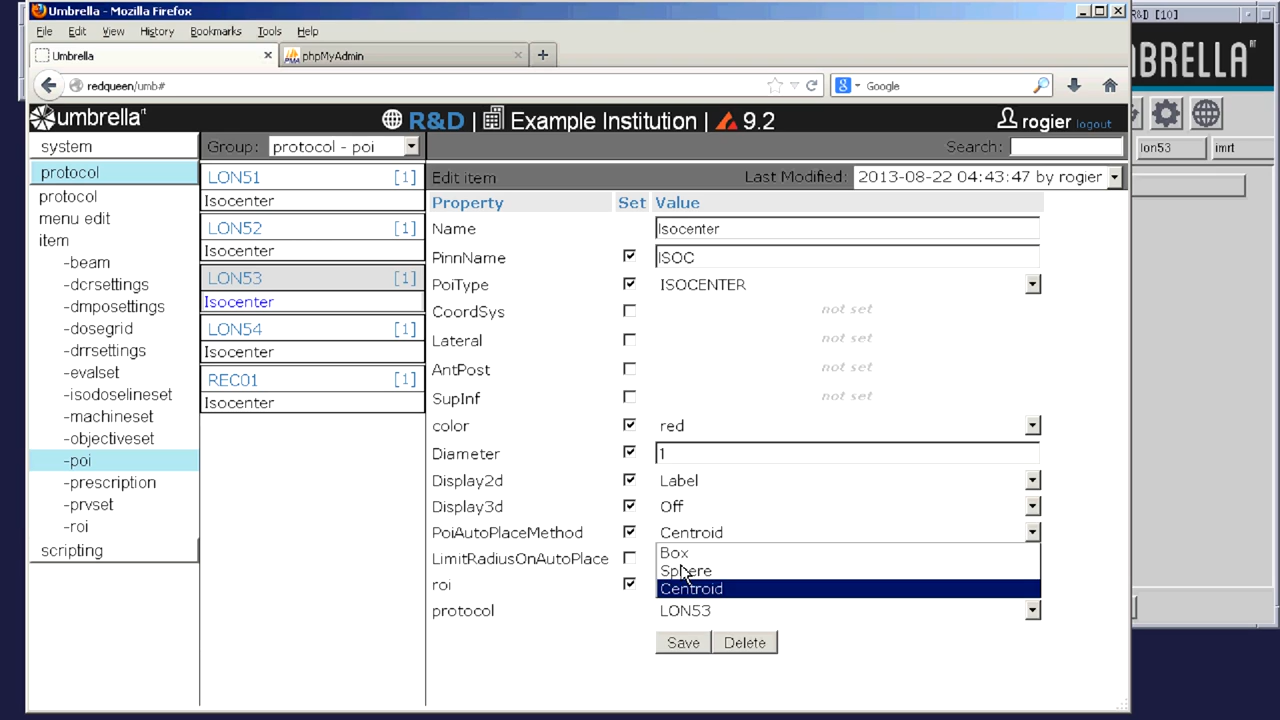 Umbrella - Mozilla Firefox
R&D [10]
File Edit View History Bookmarks Tools Help
Umbrella × phpMyAdmin × +
redqueen/umb#
Google
BRELLA
umbrella
R&D | Example Institution | 9.2
rogier logout
lon53 imrt
system
Group: protocol - poi
Search:
protocol
protocol
menu edit
item
-beam
-dcrsettings
-dmposettings
-dosegrid
-drrsettings
-evalset
-isodoselineset
-machineset
-objectiveset
-poi
-prescription
-prvset
-roi
scripting
LON51 [1]
Isocenter
LON52 [1]
Isocenter
LON53 [1]
Isocenter
LON54 [1]
Isocenter
REC01 [1]
Isocenter
Edit item
Last Modified: 2013-08-22 04:43:47 by rogier
Property Set Value
Name Isocenter
PinnName ISOC
PoiType ISOCENTER
CoordSys not set
Lateral not set
AntPost not set
SupInf not set
color red
Diameter 1
Display2d Label
Display3d Off
PoiAutoPlaceMethod Centroid
Box
LimitRadiusOnAutoPlace
Sphere
roi Centroid
protocol LON53
Save Delete